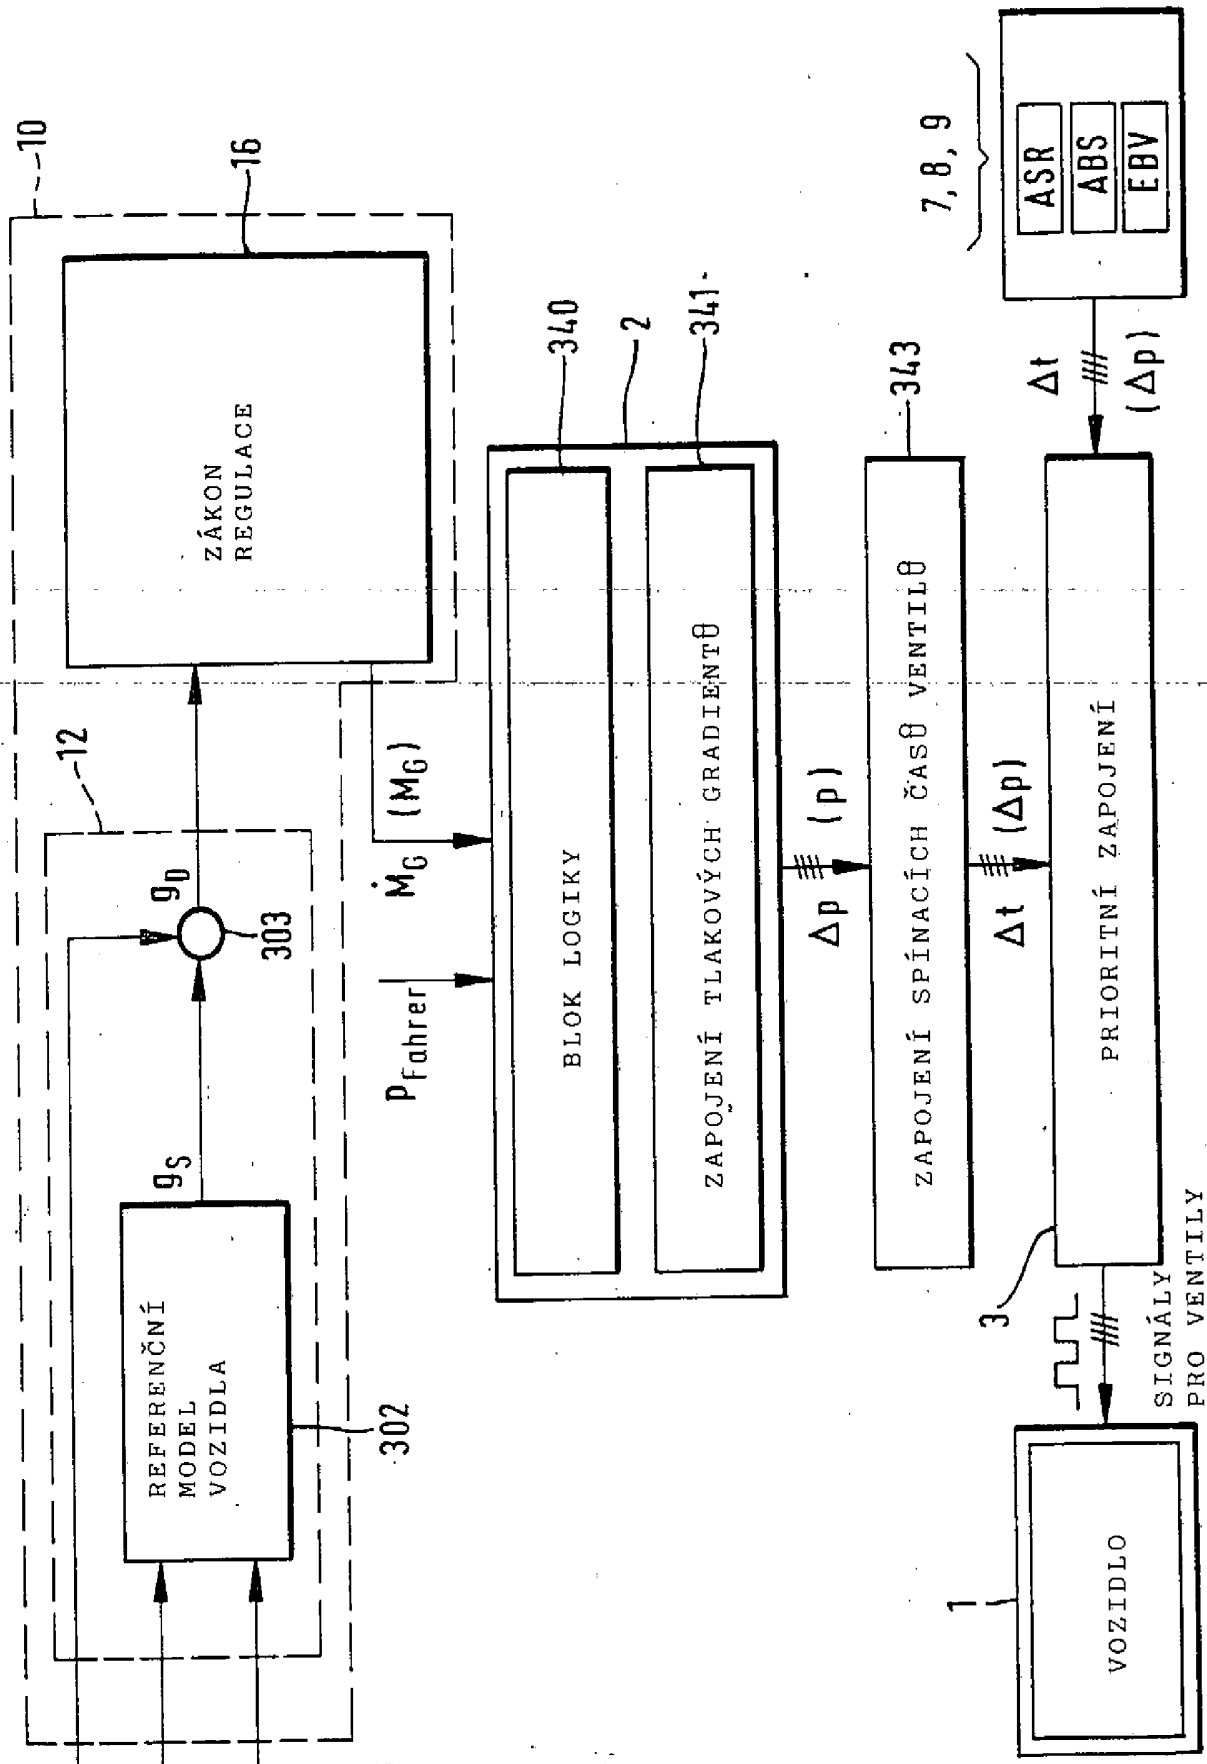 10
12
16
g_S
g_D
303
REFERENČNÍ
MODEL
VOZIDLA
302
ZÁKON
REGULACE
P_Fahrer
Ṁ_G (M_G)
340
2
341
BLOK LOGIKY
ZAPOJENÍ TLAKOVÝCH GRADIENTŮ
Δp (p)
343
ZAPOJENÍ SPÍNACÍCH ČASŮ VENTILŮ
Δt (Δp)
3
PRIORITNÍ ZAPOJENÍ
Δt
(Δp)
7, 8, 9
ASR
ABS
EBV
SIGNÁLY
PRO VENTILY
1
VOZIDLO